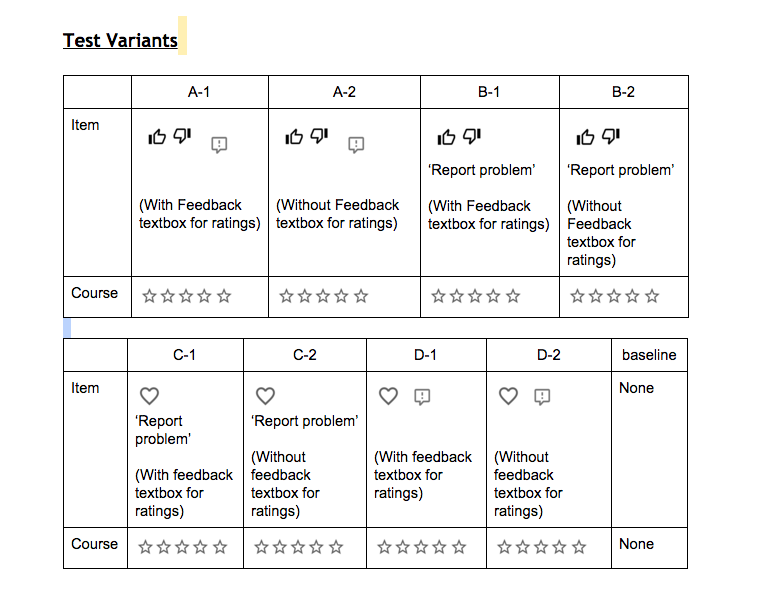 Test Variants
A-1 A-2 B-1 B-2
Item
‘Report problem’ ‘Report problem’
(With Feedback (Without Feedback (With Feedback (Without
textbox for ratings) textbox for ratings) textbox for ratings) Feedback
textbox for
ratings)
Course
C-1 C-2 D-1 D-2 baseline
Item None
‘Report ‘Report problem’
problem’
(Without (With feedback (Without
(With feedback feedback textbox for feedback
textbox for textbox for ratings) textbox for
ratings) ratings) ratings)
Course None